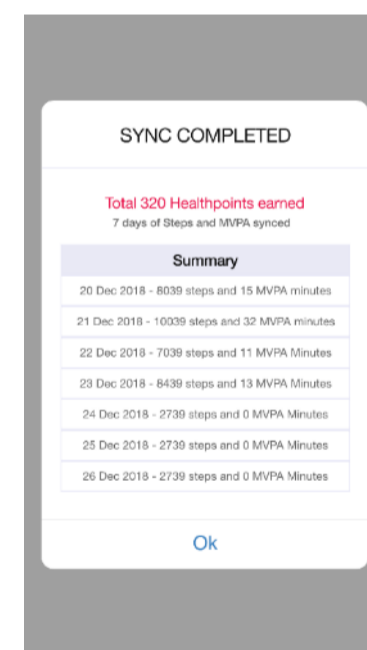 SYNC COMPLETED
Total 320 Healthpoints earned
7 days of Steps and MVPA synced
Summary
20 Dec 2018 - 8039 steps and 15 MVPA minutes
21 Dec 2018 - 10039 steps and 32 MVPA minutes
22 Dec 2018 - 7039 steps and 11 MVPA Minutes
23 Dec 2018 - 8439 steps and 13 MVPA Minutes
24 Dec 2018 - 2739 steps and 0 MVPA Minutes
25 Dec 2018 - 2739 steps and 0 MVPA Minutes
26 Dec 2018 - 2739 steps and 0 MVPA Minutes
Ok